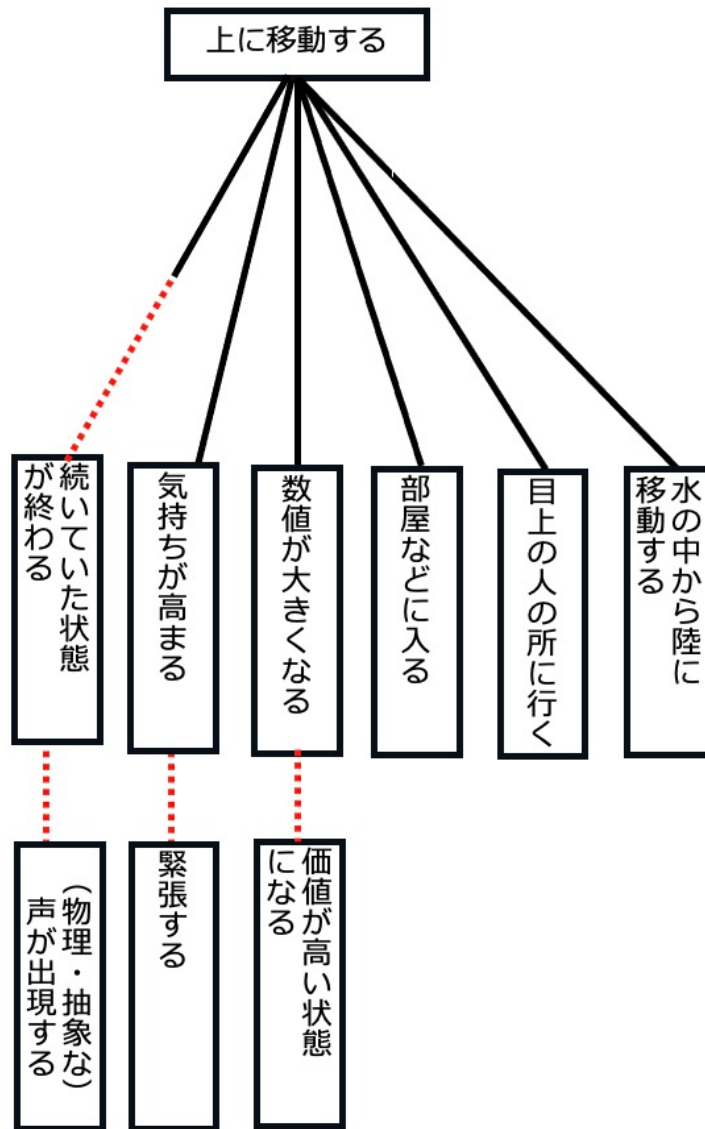 上に移動する
続いていた状態
が終わる
気持ちが高まる
数値が大きくなる
部屋などに入る
目上の人の所に行く
水の中から陸に
移動する
(物理・抽象な)
声が出現する
緊張する
価値が高い状態
になる